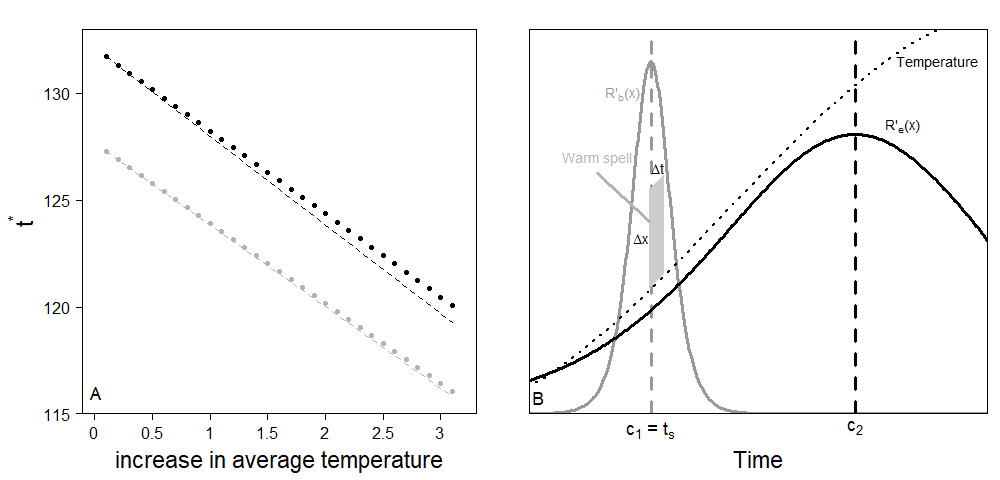 130
125
120
115
t*
A
0 0.5 1 1.5 2 2.5 3
increase in average temperature
Temperature
R'b(x)
R'e(x)
Warm spell
Δt
Δx
B
c1 = ts
c2
Time